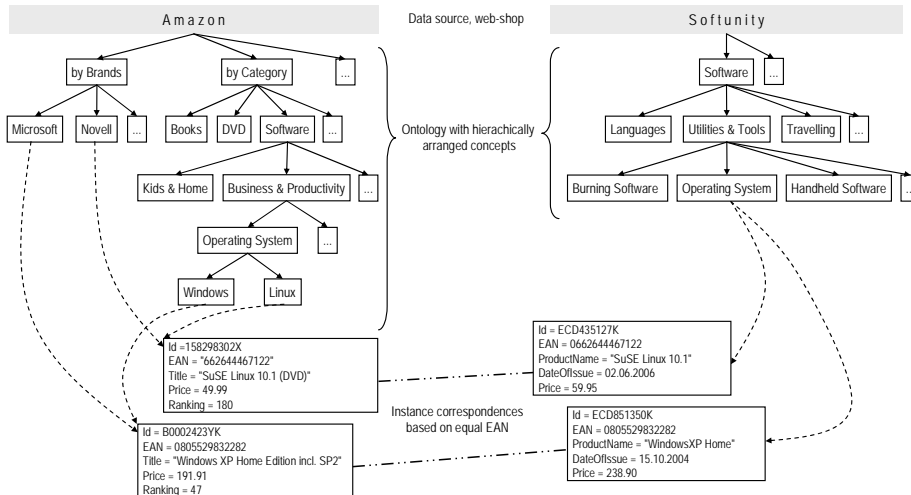 Amazon
Data source, web-shop
Softunity
by Brands
by Category
...
Software
...
Microsoft
Novell
...
Books
DVD
Software
...
Ontology with hierachically
arranged concepts
Languages
Utilities & Tools
Travelling
...
Kids & Home
Business & Productivity
...
Burning Software
Operating System
Handheld Software
...
Operating System
...
Windows
Linux
Id =158298302X
EAN = "662644467122"
Title = "SuSE Linux 10.1 (DVD)"
Price = 49.99
Ranking = 180
Id = ECD435127K
EAN = 0662644467122
ProductName = "SuSE Linux 10.1"
DateOfIssue = 02.06.2006
Price = 59.95
Instance correspondences
based on equal EAN
Id = B0002423YK
EAN = 0805529832282
Title = "Windows XP Home Edition incl. SP2"
Price = 191.91
Ranking = 47
Id = ECD851350K
EAN = 0805529832282
ProductName = "WindowsXP Home"
DateOfIssue = 15.10.2004
Price = 238.90